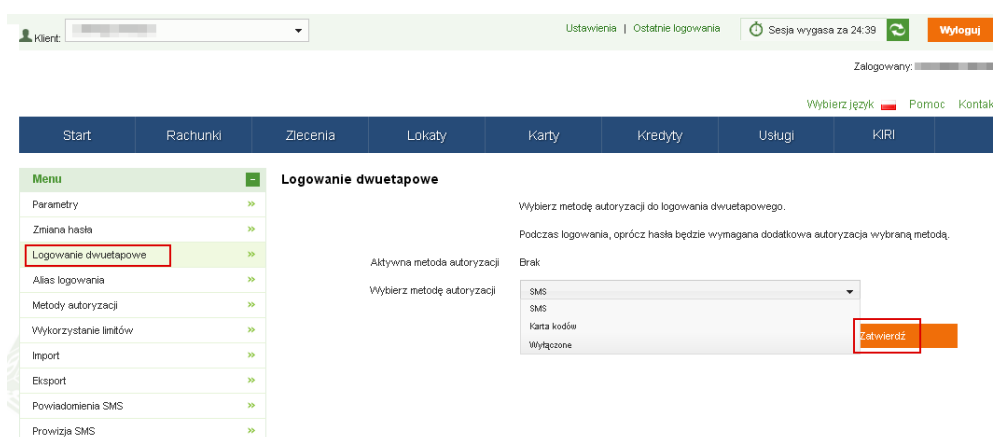 Klient:
Ustawienia | Ostatnie logowania
Sesja wygasa za 24:39
Wyloguj
Zalogowany:
Wybierz język Pomoc Kontak
Start Rachunki Zlecenia Lokaty Karty Kredyty Usługi KIRI
Menu
Parametry
Zmiana hasła
Logowanie dwuetapowe
Alias logowania
Metody autoryzacji
Wykorzystanie limitów
Import
Eksport
Powiadomienia SMS
Prowizja SMS
Logowanie dwuetapowe
Wybierz metodę autoryzacji do logowania dwuetapowego.
Podczas logowania, oprócz hasła będzie wymagana dodatkowa autoryzacja wybraną metodą.
Aktywna metoda autoryzacji Brak
Wybierz metodę autoryzacji SMS
SMS
Karta kodów
Wyłączone
Zatwierdź